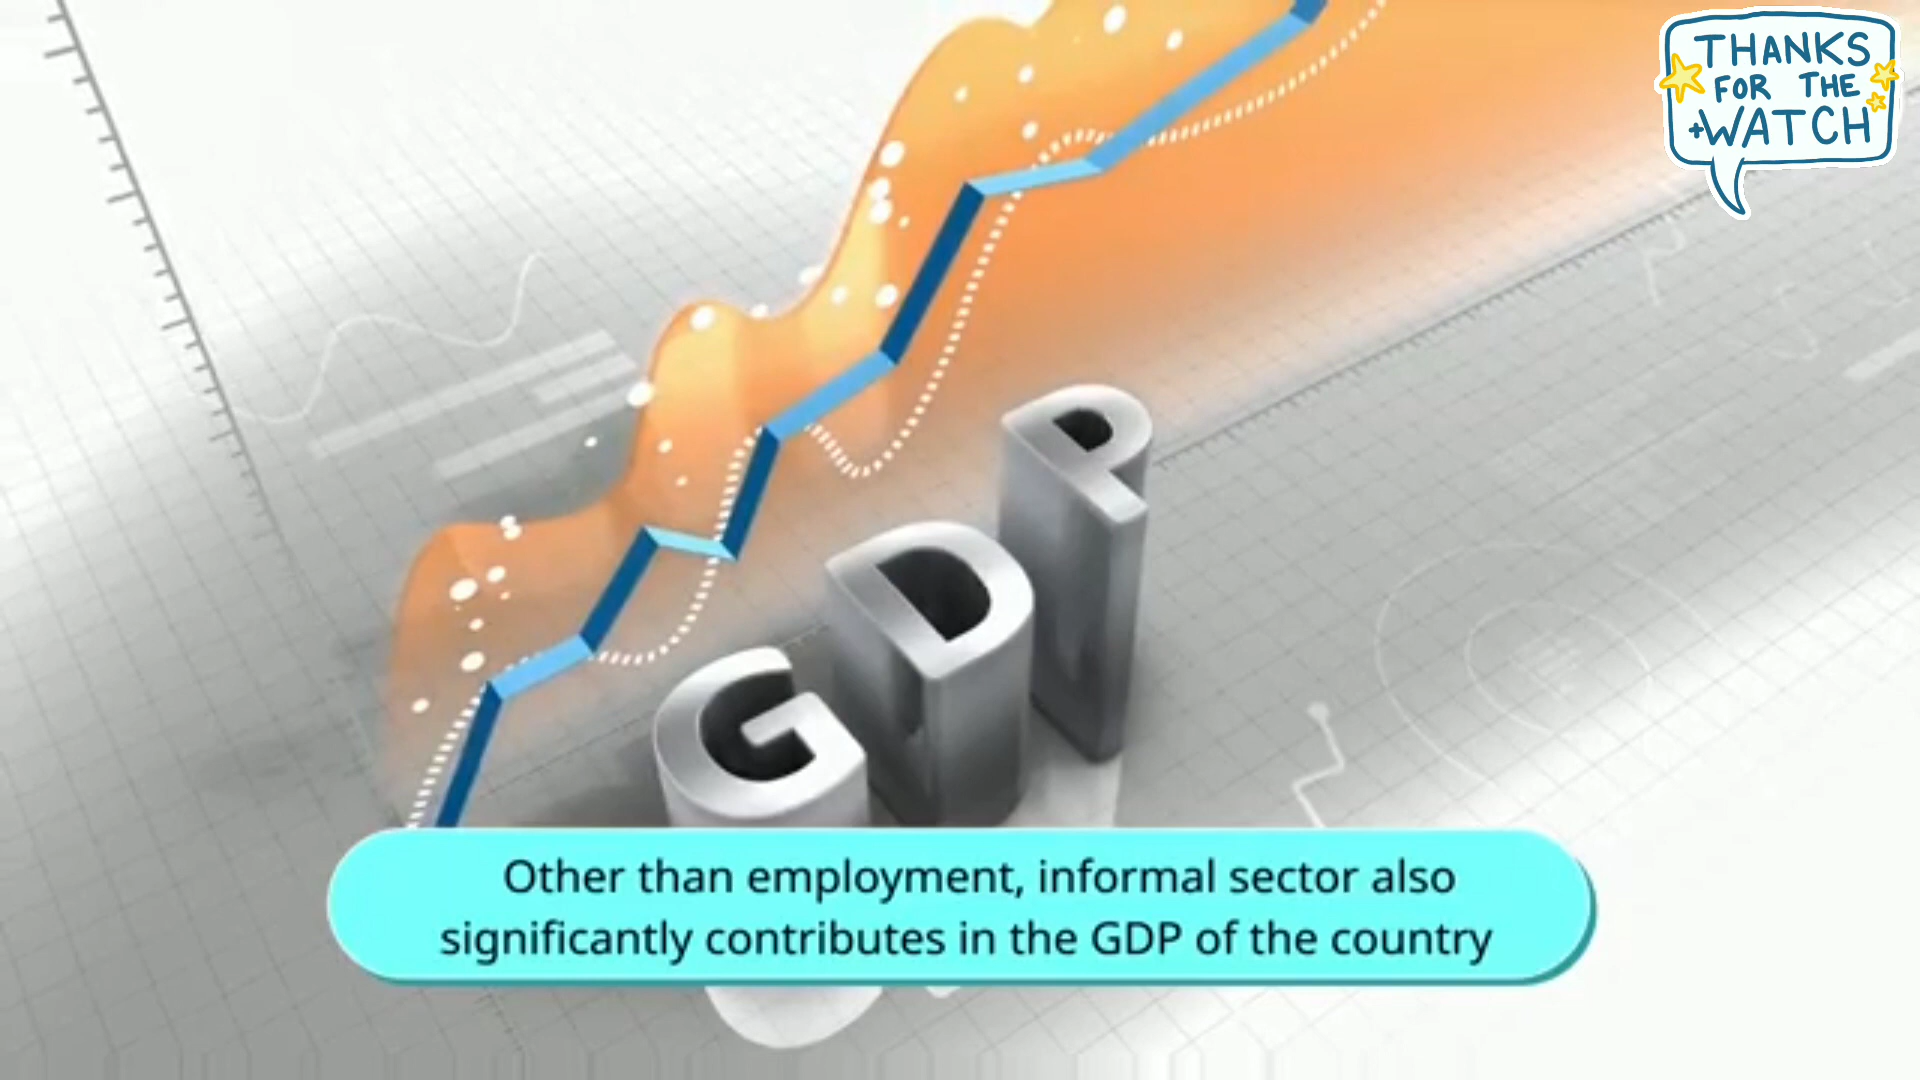 THANKS
FOR THE
WATCH
GDP
Other than employment, informal sector also
significantly contributes in the GDP of the country